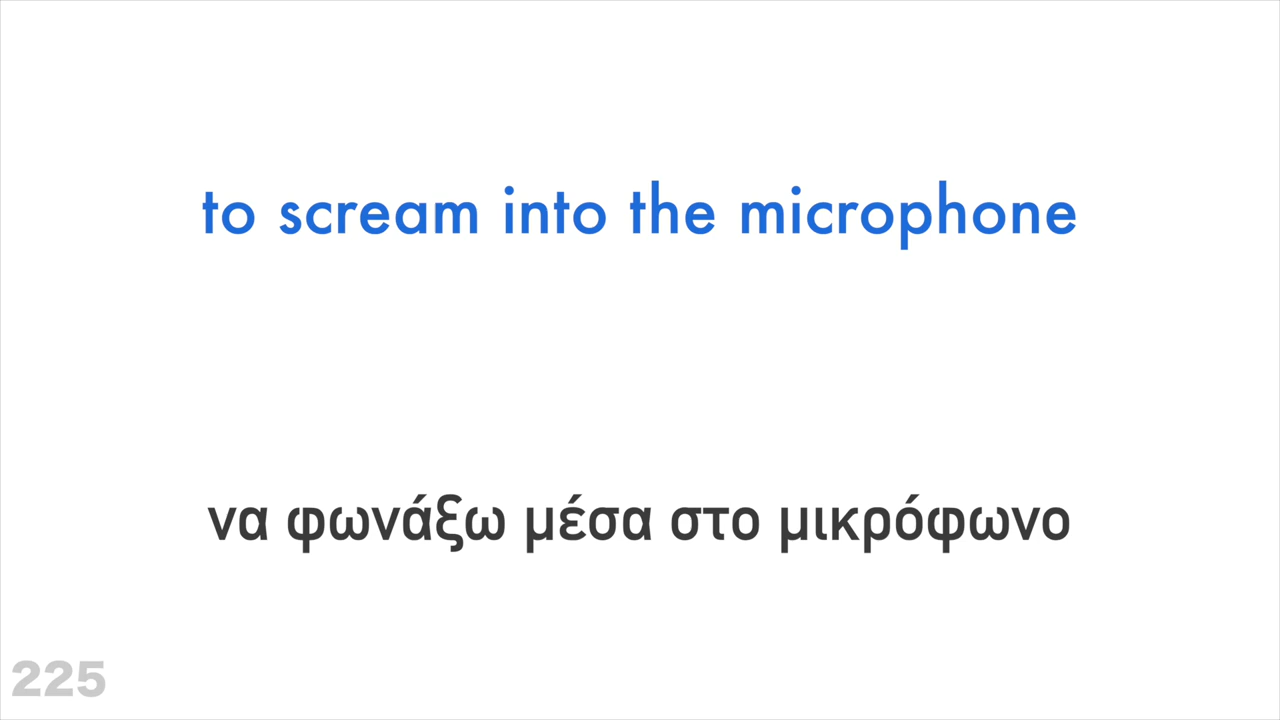 to scream into the microphone
να φωνάξω μέσα στο μικρόφωνο
225